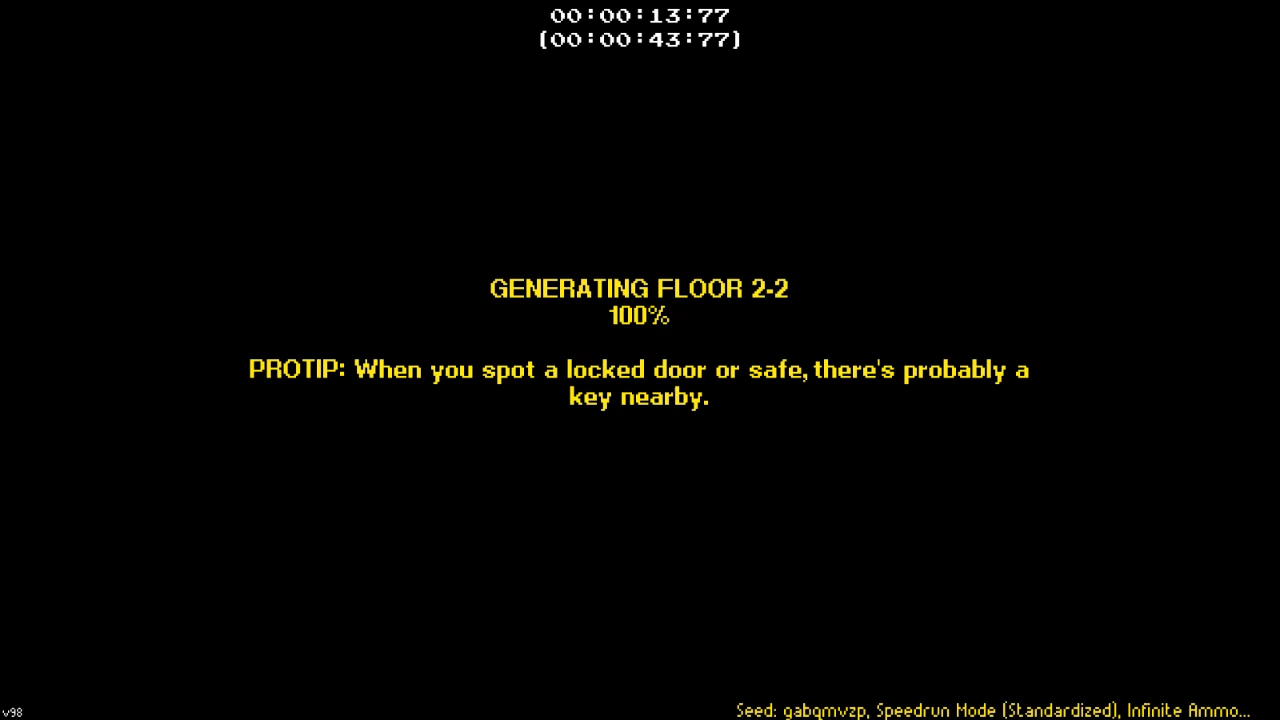 00:00:13:77
(00:00:43:77)
GENERATING FLOOR 2-2
100%
PROTIP: When you spot a locked door or safe, there's probably a
key nearby.
v98
Seed: gabqmvzp, Speedrun Mode (Standardized), Infinite Ammo...